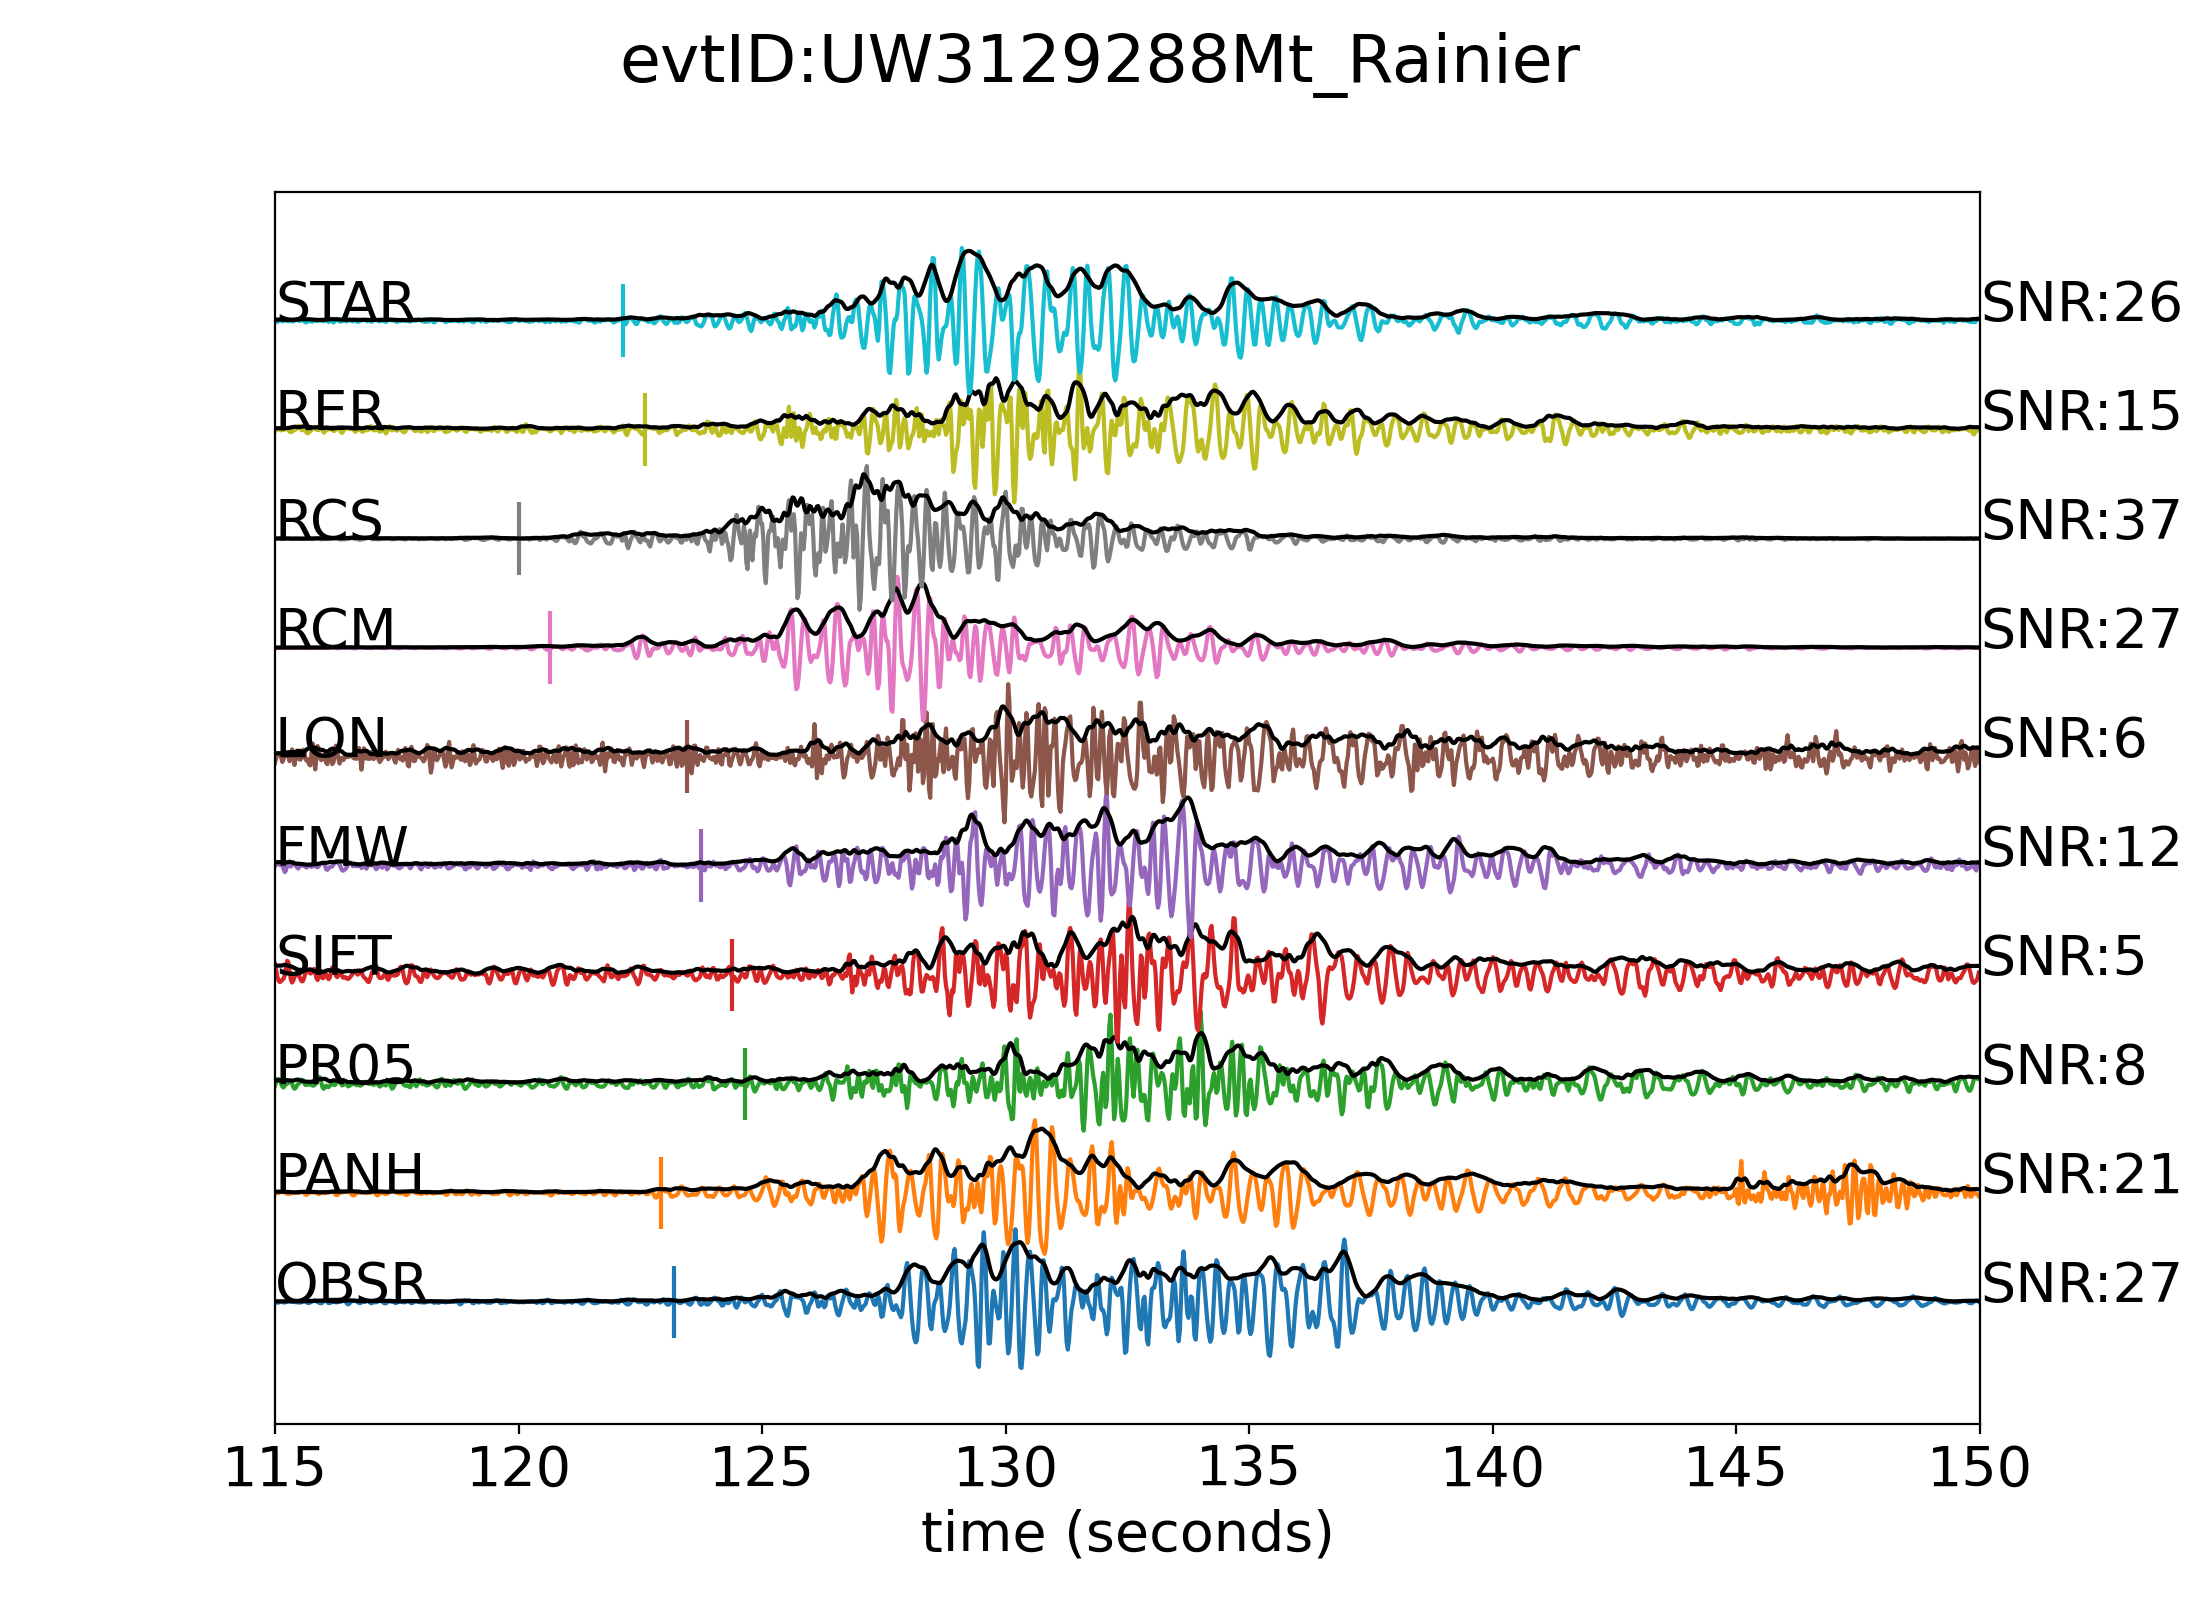 evtID:UW3129288Mt_Rainier
STAR SNR:26
RER SNR:15
RCS SNR:37
RCM SNR:27
LON SNR:6
FMW SNR:12
SIFT SNR:5
PR05 SNR:8
PANH SNR:21
OBSR SNR:27
115 120 125 130 135 140 145 150
time (seconds)